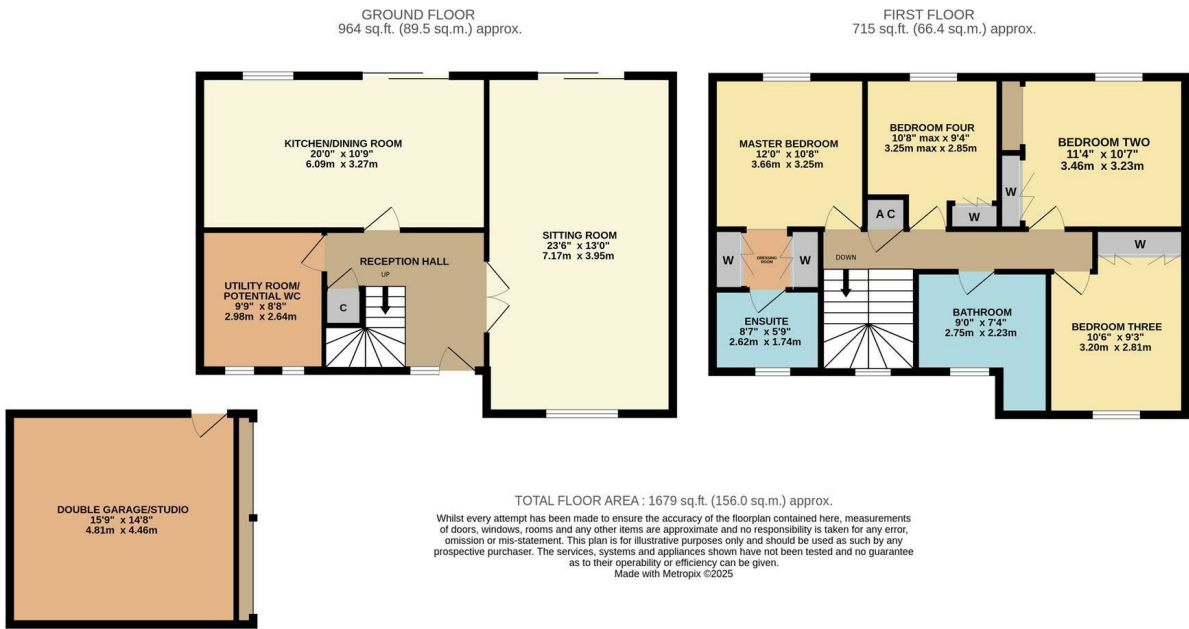 GROUND FLOOR
964 sq.ft. (89.5 sq.m.) approx.
KITCHEN/DINING ROOM
20'0" x 10'9"
6.09m x 3.27m
SITTING ROOM
23'6" x 13'0"
7.17m x 3.95m
RECEPTION HALL
UP
C
UTILITY ROOM/
POTENTIAL WC
9'9" x 8'8"
2.98m x 2.64m
DOUBLE GARAGE/STUDIO
15'9" x 14'8"
4.81m x 4.46m
FIRST FLOOR
715 sq.ft. (66.4 sq.m.) approx.
MASTER BEDROOM
12'0" x 10'8"
3.66m x 3.25m
BEDROOM FOUR
10'8" max x 9'4"
3.25m max x 2.85m
BEDROOM TWO
11'4" x 10'7"
3.46m x 3.23m
W
A C
W
W
DRESSING
ROOM
W
DOWN
W
ENSUITE
8'7" x 5'9"
2.62m x 1.74m
BATHROOM
9'0" x 7'4"
2.75m x 2.23m
BEDROOM THREE
10'6" x 9'3"
3.20m x 2.81m
TOTAL FLOOR AREA : 1679 sq.ft. (156.0 sq.m.) approx.
Whilst every attempt has been made to ensure the accuracy of the floorplan contained here, measurements
of doors, windows, rooms and any other items are approximate and no responsibility is taken for any error,
omission or mis-statement. This plan is for illustrative purposes only and should be used as such by any
prospective purchaser. The services, systems and appliances shown have not been tested and no guarantee
as to their operability or efficiency can be given.
Made with Metropix ©2025